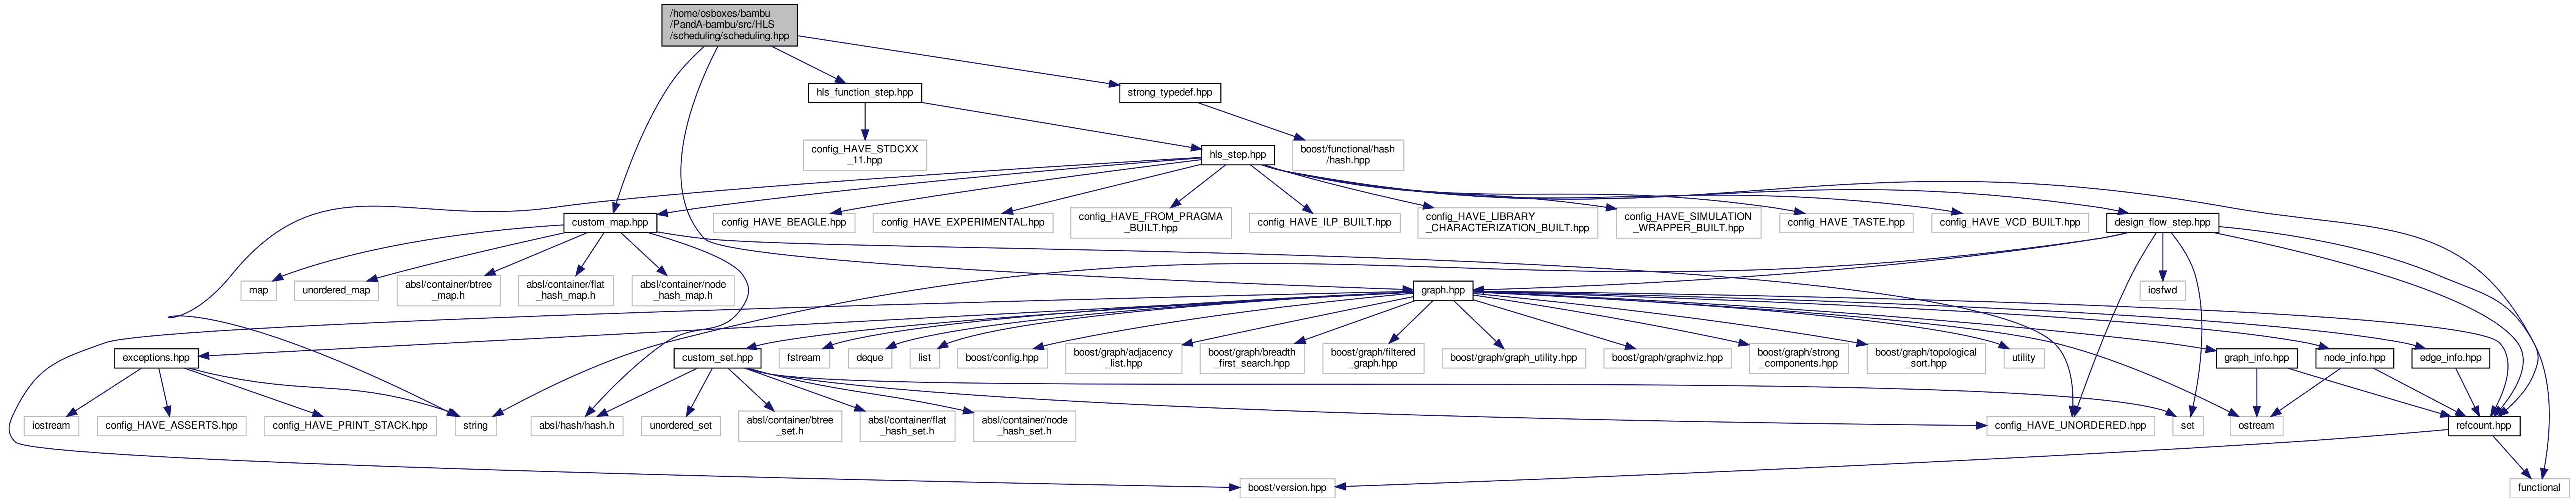 /home/osboxes/bambu
/PandA-bambu/src/HLS
/scheduling/scheduling.hpp
hls_function_step.hpp
strong_typedef.hpp
config_HAVE_STDCXX
_11.hpp
hls_step.hpp
boost/functional/hash
/hash.hpp
custom_map.hpp
config_HAVE_BEAGLE.hpp
config_HAVE_EXPERIMENTAL.hpp
config_HAVE_FROM_PRAGMA
_BUILT.hpp
config_HAVE_ILP_BUILT.hpp
config_HAVE_LIBRARY
_CHARACTERIZATION_BUILT.hpp
config_HAVE_SIMULATION
_WRAPPER_BUILT.hpp
config_HAVE_TASTE.hpp
config_HAVE_VCD_BUILT.hpp
design_flow_step.hpp
map
unordered_map
absl/container/btree
_map.h
absl/container/flat
_hash_map.h
absl/container/node
_hash_map.h
graph.hpp
iosfwd
exceptions.hpp
custom_set.hpp
fstream
deque
list
boost/config.hpp
boost/graph/adjacency
_list.hpp
boost/graph/breadth
_first_search.hpp
boost/graph/filtered
_graph.hpp
boost/graph/graph_utility.hpp
boost/graph/graphviz.hpp
boost/graph/strong
_components.hpp
boost/graph/topological
_sort.hpp
utility
graph_info.hpp
node_info.hpp
edge_info.hpp
iostream
config_HAVE_ASSERTS.hpp
config_HAVE_PRINT_STACK.hpp
string
absl/hash/hash.h
unordered_set
absl/container/btree
_set.h
absl/container/flat
_hash_set.h
absl/container/node
_hash_set.h
config_HAVE_UNORDERED.hpp
set
ostream
refcount.hpp
boost/version.hpp
functional